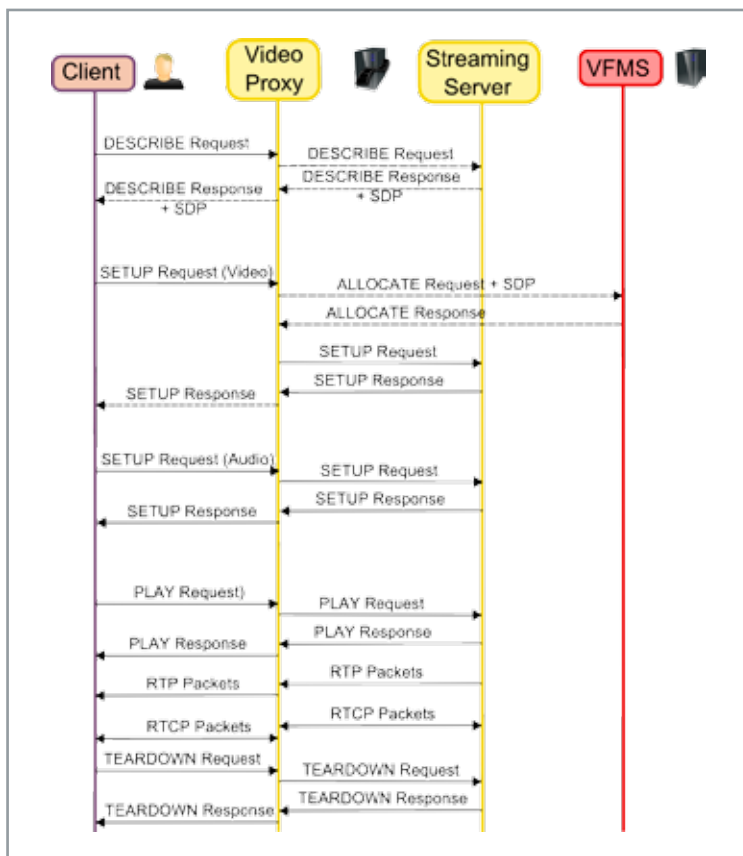 Client
Video
Proxy
Streaming
Server
VFMS
DESCRIBE Request
DESCRIBE Request
DESCRIBE Response
+ SDP
DESCRIBE Response
+ SDP
SETUP Request (Video)
ALLOCATE Request + SDP
ALLOCATE Response
SETUP Request
SETUP Response
SETUP Response
SETUP Request (Audio)
SETUP Request
SETUP Response
SETUP Response
PLAY Request)
PLAY Request
PLAY Response
PLAY Response
RTP Packets
RTP Packets
RTCP Packets
RTCP Packets
TEARDOWN Request
TEARDOWN Request
TEARDOWN Response
TEARDOWN Response